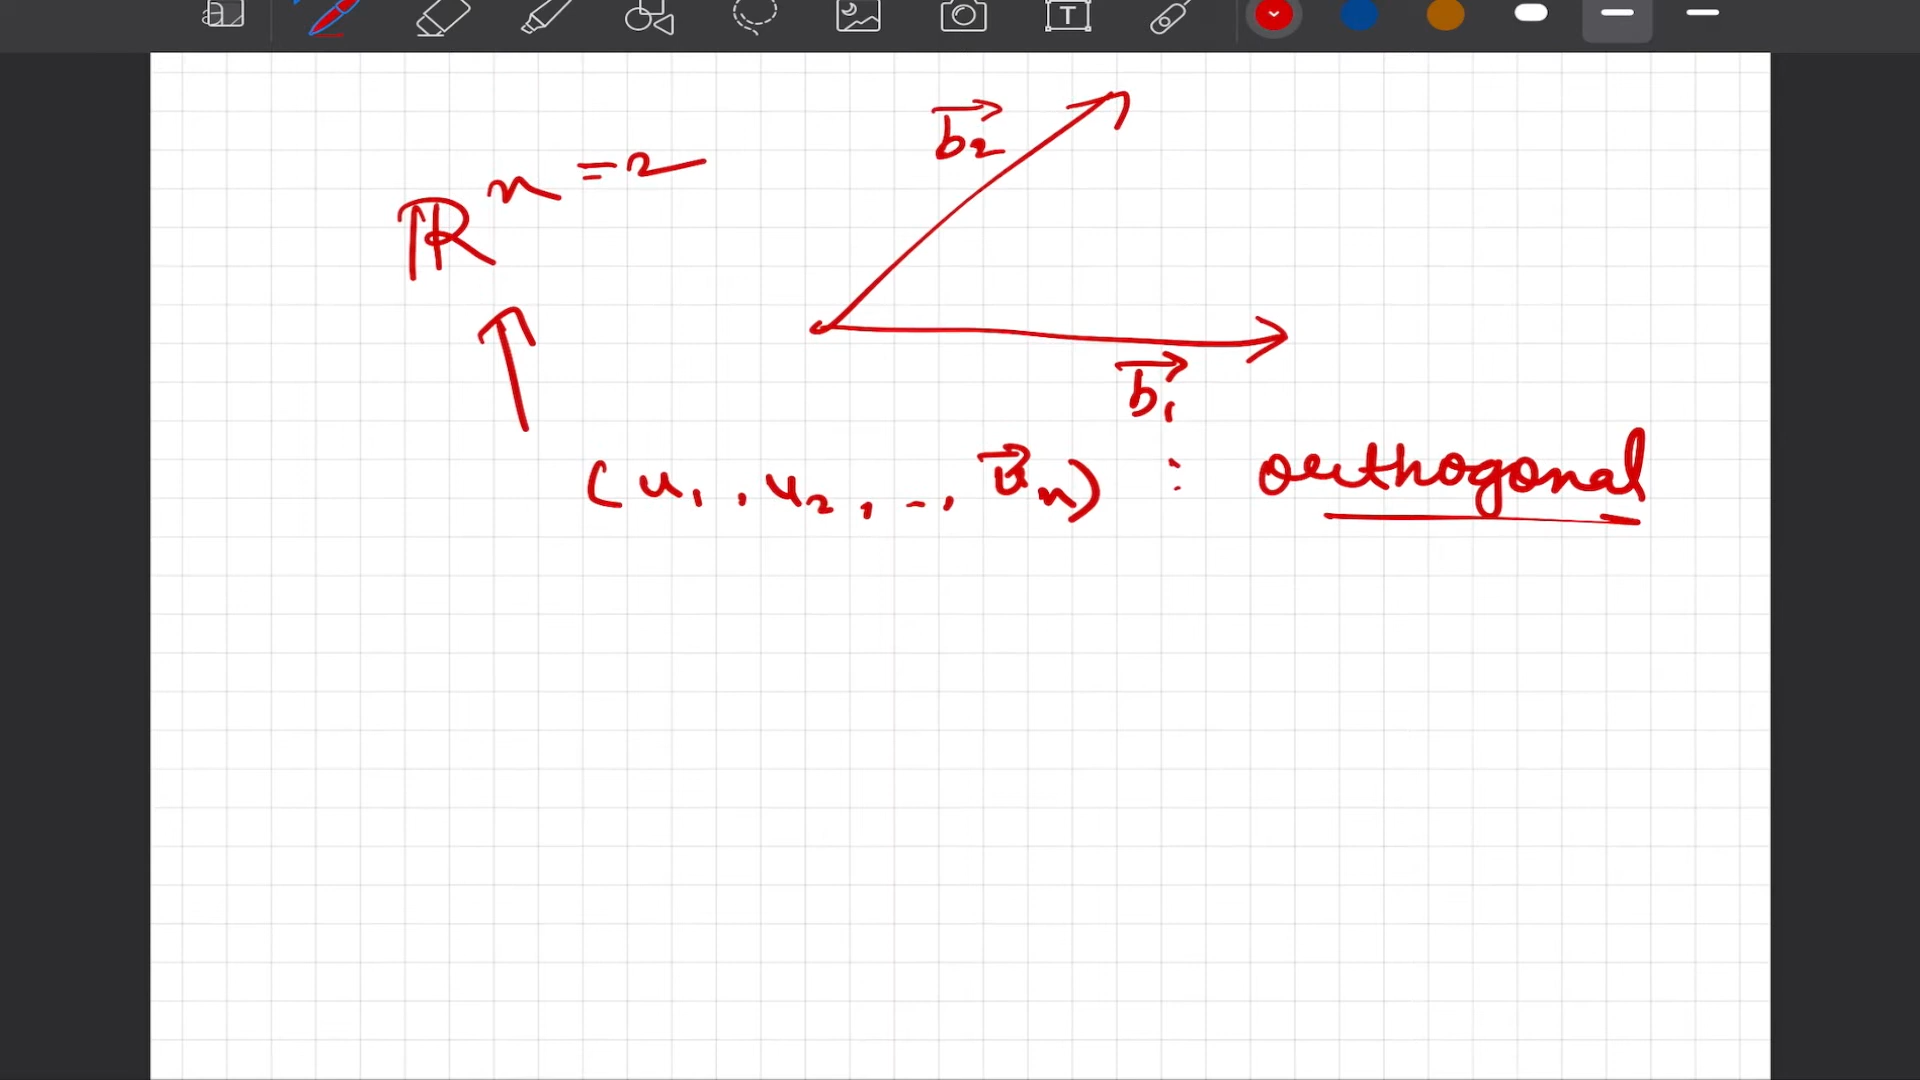 ℝⁿ⁼²
b⃗₂
b⃗₁
(u₁, u₂, .., u⃗ₙ) : orthogonal